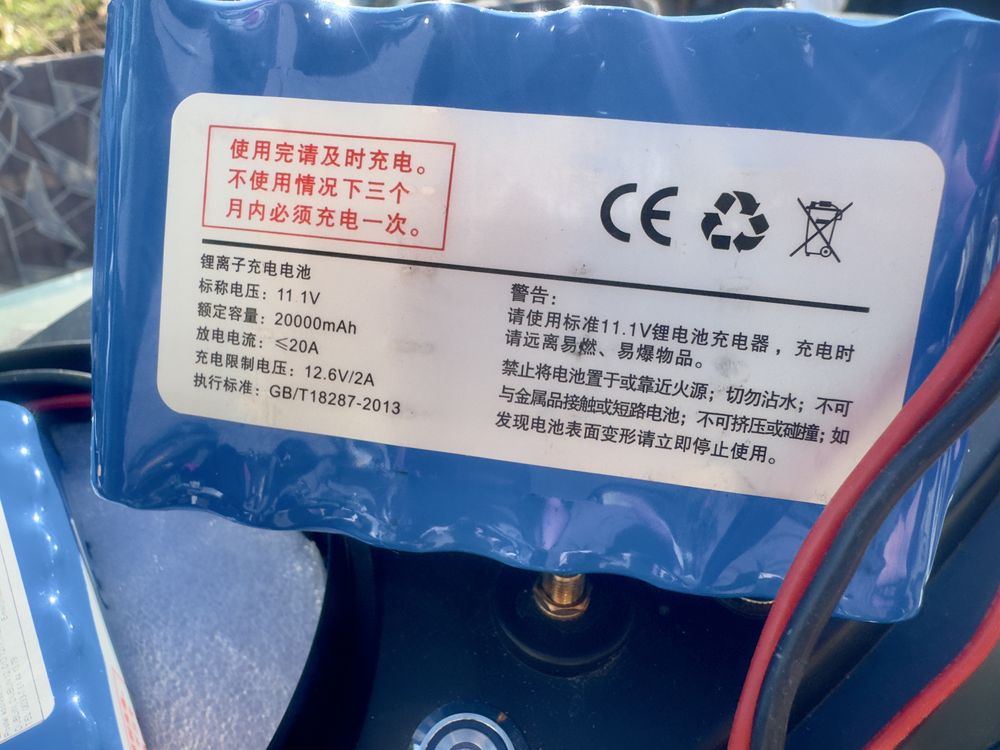 使用完请及时充电。
不使用情况下三个
月内必须充电一次。
CE
锂离子充电电池
标称电压：11.1V
额定容量：20000mAh
放电电流：≤20A
充电限制电压：12.6V/2A
执行标准：GB/T18287-2013
警告：
请使用标准11.1V锂电池充电器，充电时
请远离易燃、易爆物品。
禁止将电池置于或靠近火源；切勿沾水；不可
与金属品接触或短路电池；不可挤压或碰撞；如
发现电池表面变形请立即停止使用。